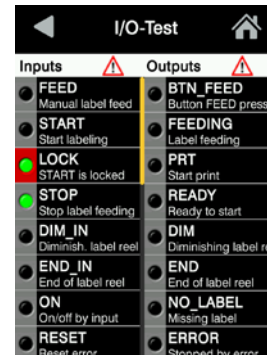 I/O-Test
Inputs
FEED
Manual label feed
START
Start labeling
LOCK
START is locked
STOP
Stop label feeding
DIM_IN
Diminish. label reel
END_IN
End of label reel
ON
On/off by input
RESET
Reset error
Outputs
BTN_FEED
Button FEED press
FEEDING
Label feeding
PRT
Start print
READY
Ready to start
DIM
Diminishing label r
END
End of label reel
NO_LABEL
Missing label
ERROR
Stopped by error